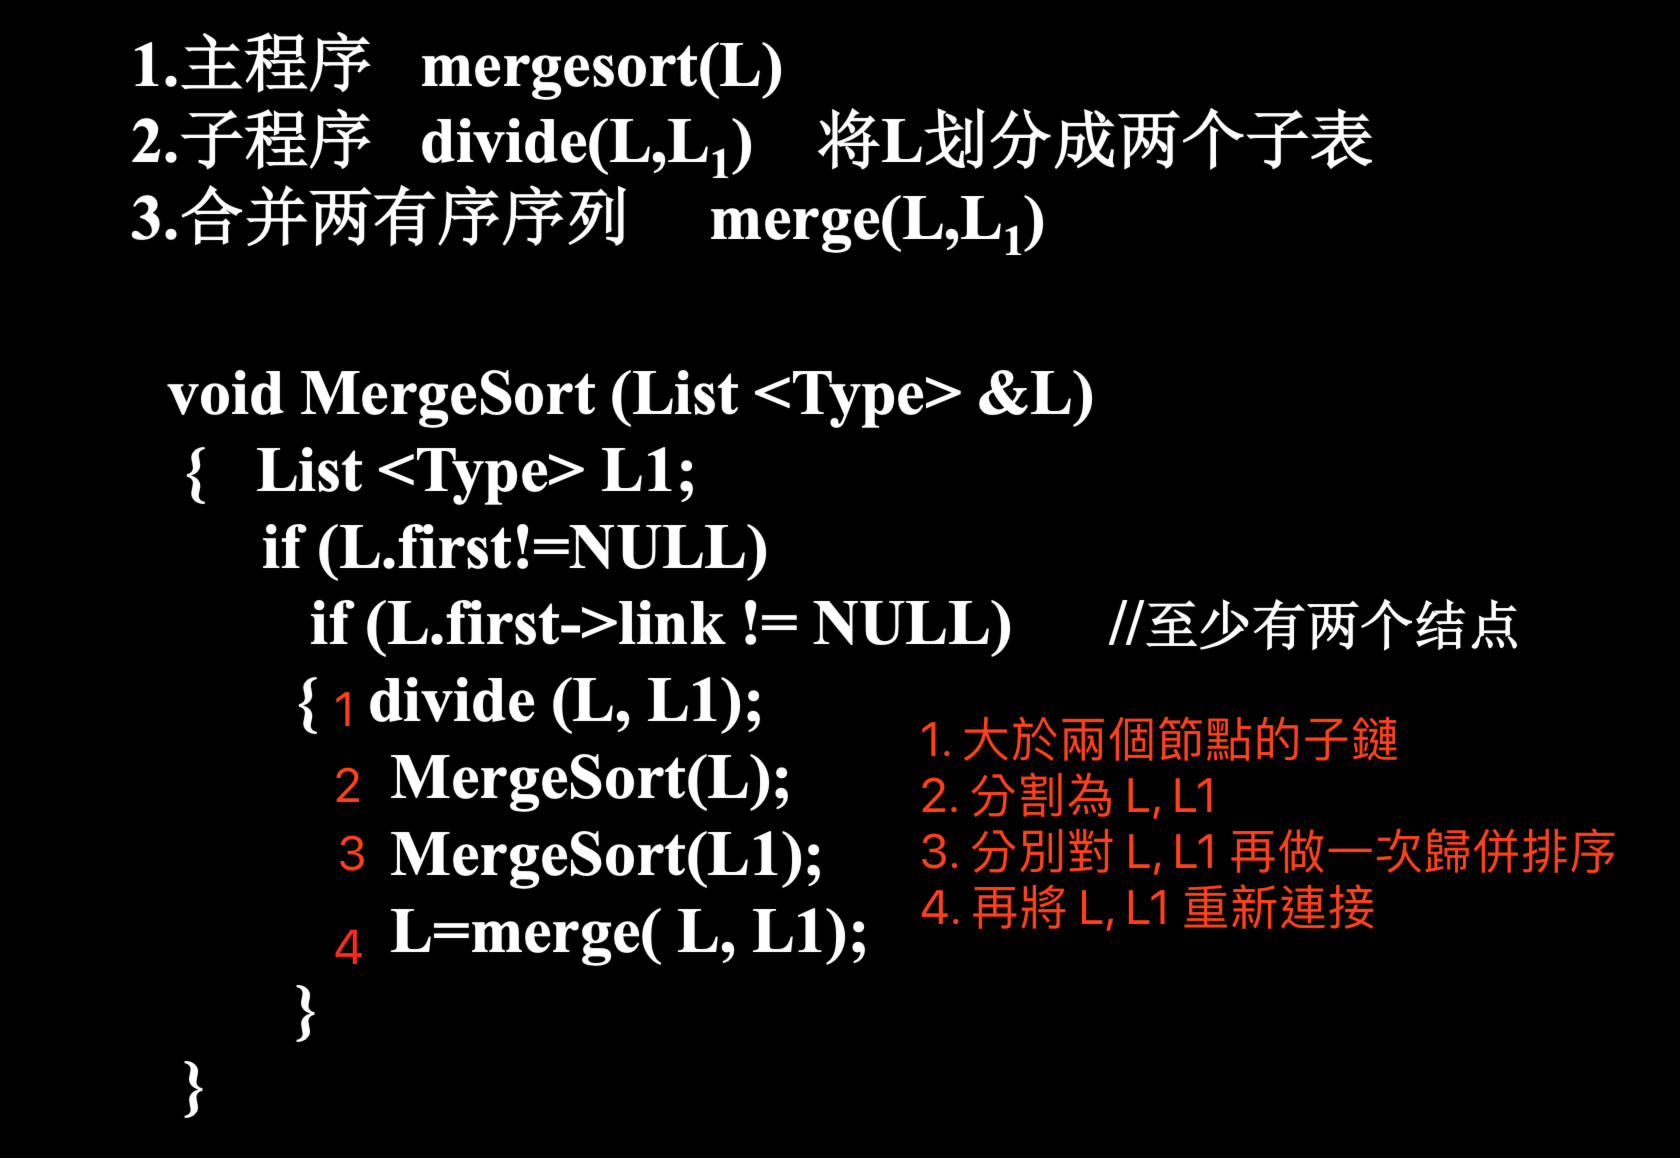 1.主程序 mergesort(L)
2.子程序 divide(L,L₁) 将L划分成两个子表
3.合并两有序序列 merge(L,L₁)
void MergeSort (List <Type> &L)
{ List <Type> L1;
if (L.first!=NULL)
if (L.first->link != NULL) //至少有两个结点
{ 1 divide (L, L1);
2 MergeSort(L);
3 MergeSort(L1);
4 L=merge( L, L1);
}
}
1. 大於兩個節點的子鏈
2. 分割為 L, L1
3. 分別對 L, L1 再做一次歸併排序
4. 再將 L, L1 重新連接